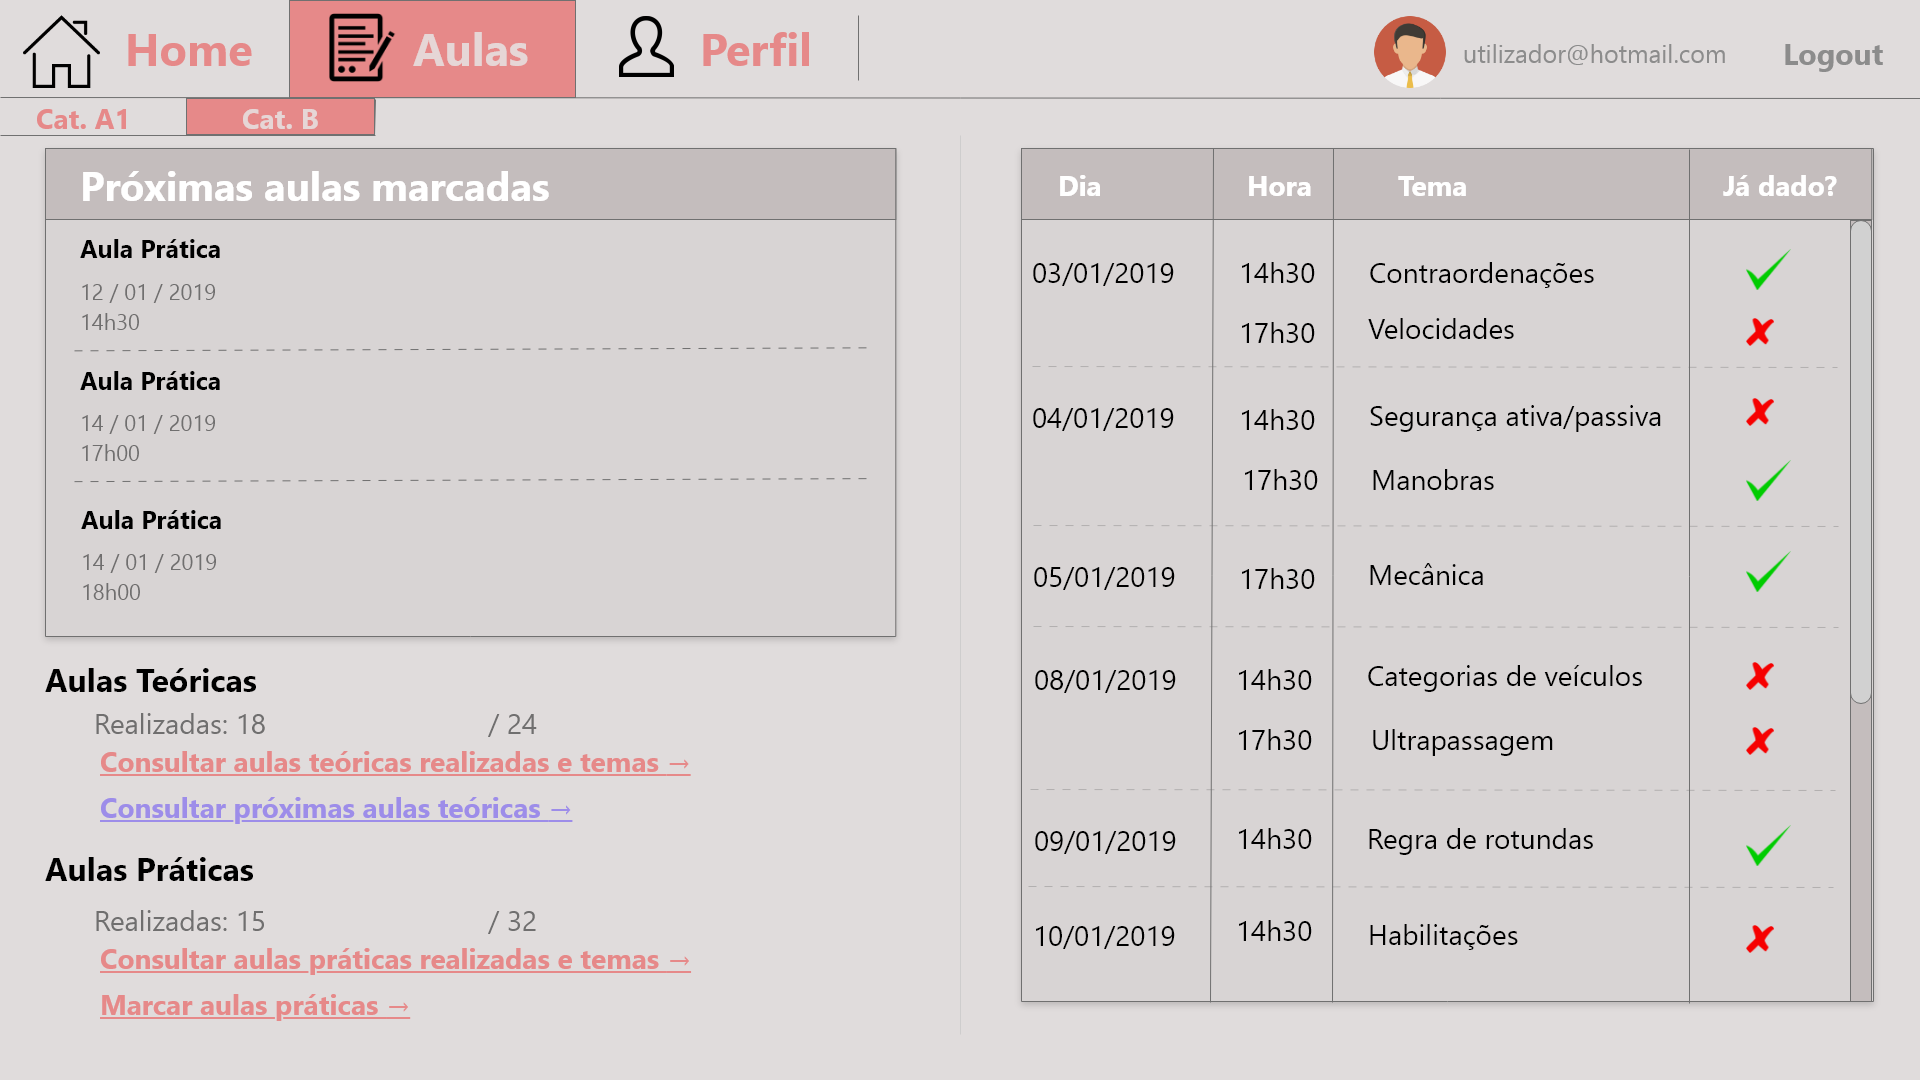 Home Aulas Perfil utilizador@hotmail.com Logout
Cat. A1 Cat. B
Próximas aulas marcadas
Aula Prática
12 / 01 / 2019
14h30
Aula Prática
14 / 01 / 2019
17h00
Aula Prática
14 / 01 / 2019
18h00
Aulas Teóricas
Realizadas: 18 / 24
Consultar aulas teóricas realizadas e temas →
Consultar próximas aulas teóricas →
Aulas Práticas
Realizadas: 15 / 32
Consultar aulas práticas realizadas e temas →
Marcar aulas práticas →
Dia Hora Tema Já dado?
03/01/2019 14h30 Contraordenações
17h30 Velocidades
04/01/2019 14h30 Segurança ativa/passiva
17h30 Manobras
05/01/2019 17h30 Mecânica
08/01/2019 14h30 Categorias de veículos
17h30 Ultrapassagem
09/01/2019 14h30 Regra de rotundas
10/01/2019 14h30 Habilitações